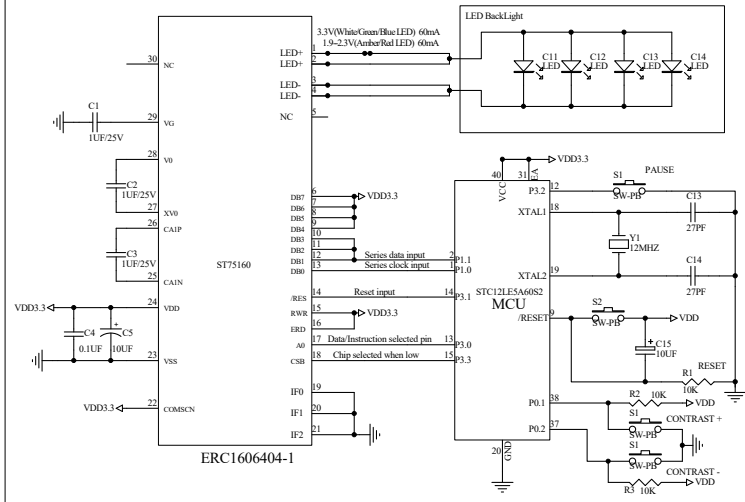 3.3V(White/Green/Blue LED) 60mA
1.9~2.3V(Amber/Red LED) 60mA
LED BackLight
C11
LED
C12
LED
C13
LED
C14
LED
30
NC
LED+
1
LED+
2
LED-
3
LED-
4
NC
5
C1
1UF/25V
29
VG
28
V0
C2
1UF/25V
27
XV0
26
CA1P
C3
1UF/25V
25
CA1N
ST75160
VDD3.3
24
VDD
C4
0.1UF
+
C5
10UF
23
VSS
VDD3.3
22
COMSCN
DB7
6
VDD3.3
DB6
7
DB5
8
DB4
9
DB3
10
DB2
11
DB1
12
Series data input
DB0
13
Series clock input
/RES
14
Reset input
RWR
15
VDD3.3
ERD
16
A0
17
Data/Instruction selected pin
CSB
18
Chip selected when low
IF0
19
IF1
20
IF2
21
ERC1606404-1
40
VCC
31
EA
VDD3.3
2
P1.1
1
P1.0
14
P3.1
13
P3.0
15
P3.3
STC12LE5A60S2
MCU
20
GND
P3.2
12
S1
SW-PB
PAUSE
XTAL1
18
C13
27PF
Y1
12MHZ
XTAL2
19
C14
27PF
/RESET
9
S2
SW-PB
VDD
+
C15
10UF
RESET
R1
10K
P0.1
38
R2
10K
VDD
S1
SW-PB
CONTRAST +
P0.2
37
S1
SW-PB
CONTRAST -
R3
10K
VDD